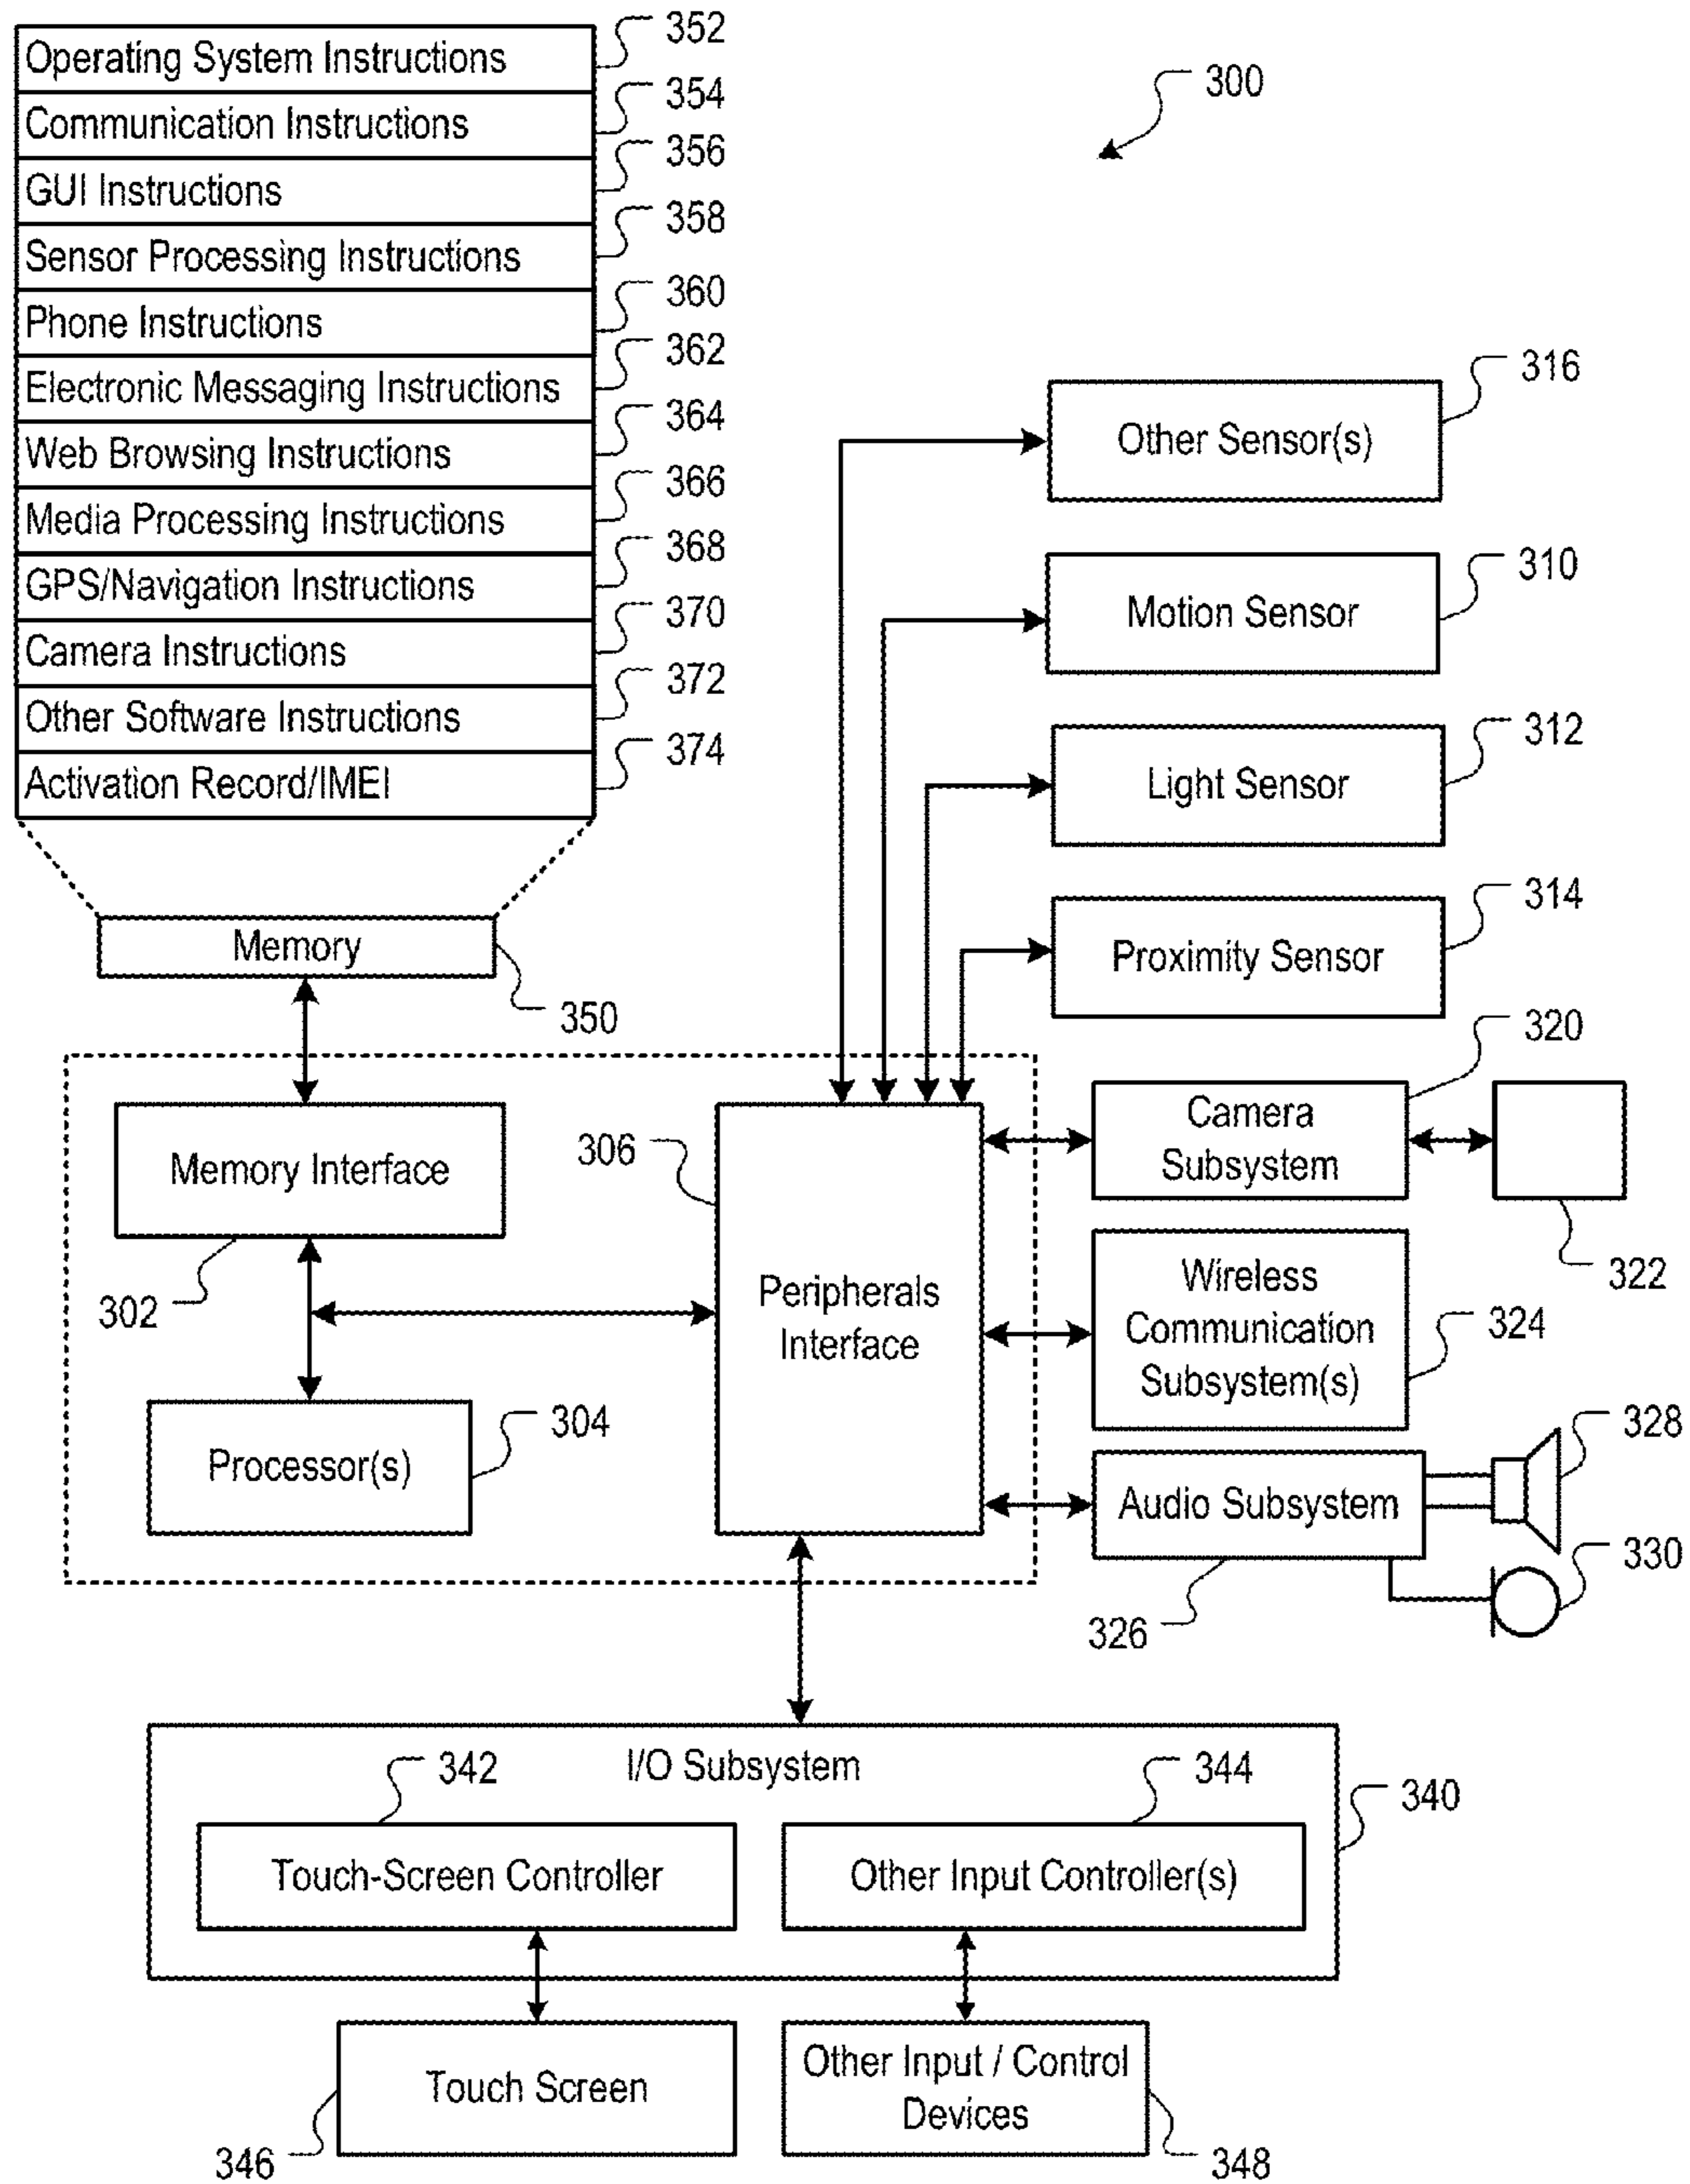 352
Operating System Instructions
354
Communication Instructions
356
GUI Instructions
358
Sensor Processing Instructions
360
Phone Instructions
362
Electronic Messaging Instructions
364
Web Browsing Instructions
366
Media Processing Instructions
368
GPS/Navigation Instructions
370
Camera Instructions
372
Other Software Instructions
374
Activation Record/IMEI
Memory
350
300
316
Other Sensor(s)
310
Motion Sensor
312
Light Sensor
314
Proximity Sensor
320
Camera
Subsystem
322
Memory Interface
302
306
Peripherals
Interface
Wireless
Communication
Subsystem(s)
324
304
Processor(s)
328
Audio Subsystem
330
326
342
I/O Subsystem
344
340
Touch-Screen Controller
Other Input Controller(s)
Touch Screen
346
Other Input / Control
Devices
348